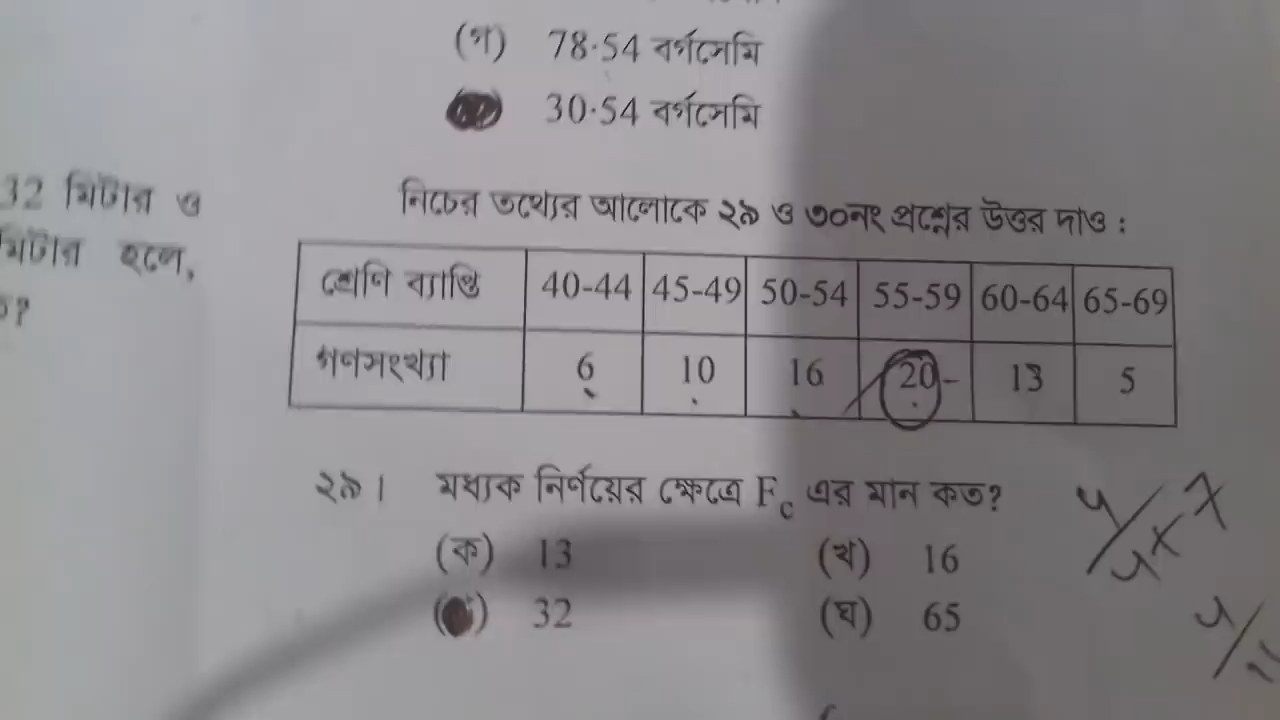 (গ) 78·54 বর্গসেমি
30·54 বর্গসেমি
32 মিটার ও
মিটার হলে,
?
নিচের তথ্যের আলোকে ২৯ ও ৩০নং প্রশ্নের উত্তর দাও :
শ্রেণি ব্যাপ্তি 40-44 45-49 50-54 55-59 60-64 65-69
গণসংখ্যা 6 10 16 20 13 5
২৯। মধ্যক নির্ণয়ের ক্ষেত্রে Fc এর মান কত?
(ক) 13 (খ) 16
32 (ঘ) 65